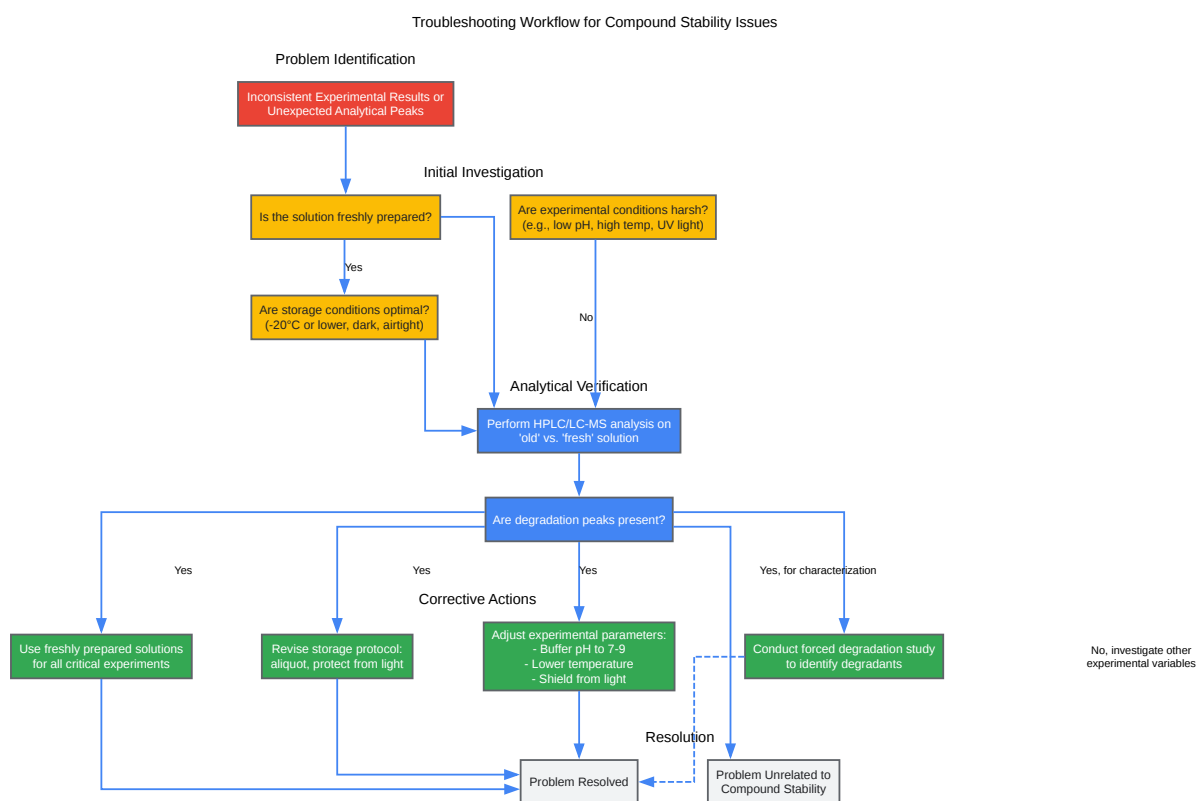 Troubleshooting Workflow for Compound Stability Issues
Problem Identification
Inconsistent Experimental Results or
Unexpected Analytical Peaks
Initial Investigation
Is the solution freshly prepared?
Are experimental conditions harsh?
(e.g., low pH, high temp, UV light)
Yes
Are storage conditions optimal?
(-20°C or lower, dark, airtight)
No
Analytical Verification
Perform HPLC/LC-MS analysis on
'old' vs. 'fresh' solution
Are degradation peaks present?
Yes
Yes
Yes
Yes, for characterization
Corrective Actions
Use freshly prepared solutions
for all critical experiments
Revise storage protocol:
aliquot, protect from light
Adjust experimental parameters:
- Buffer pH to 7-9
- Lower temperature
- Shield from light
Conduct forced degradation study
to identify degradants
No, investigate other
experimental variables
Resolution
Problem Resolved
Problem Unrelated to
Compound Stability